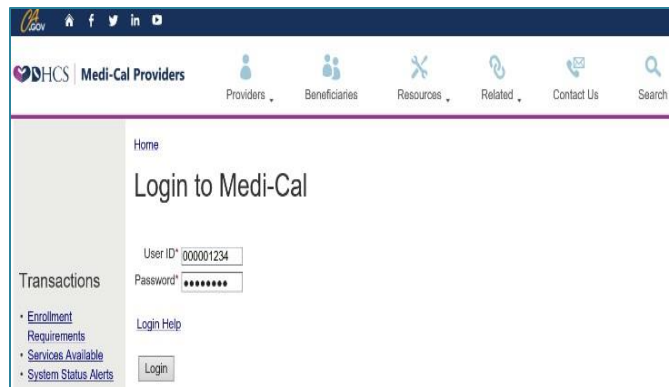 CA.GOV
DHCS Medi-Cal Providers
Providers Beneficiaries Resources Related Contact Us Search
Home
Login to Medi-Cal
User ID* 000001234
Password* ••••••••
Transactions
Login Help
• Enrollment
Requirements
• Services Available
• System Status Alerts
Login